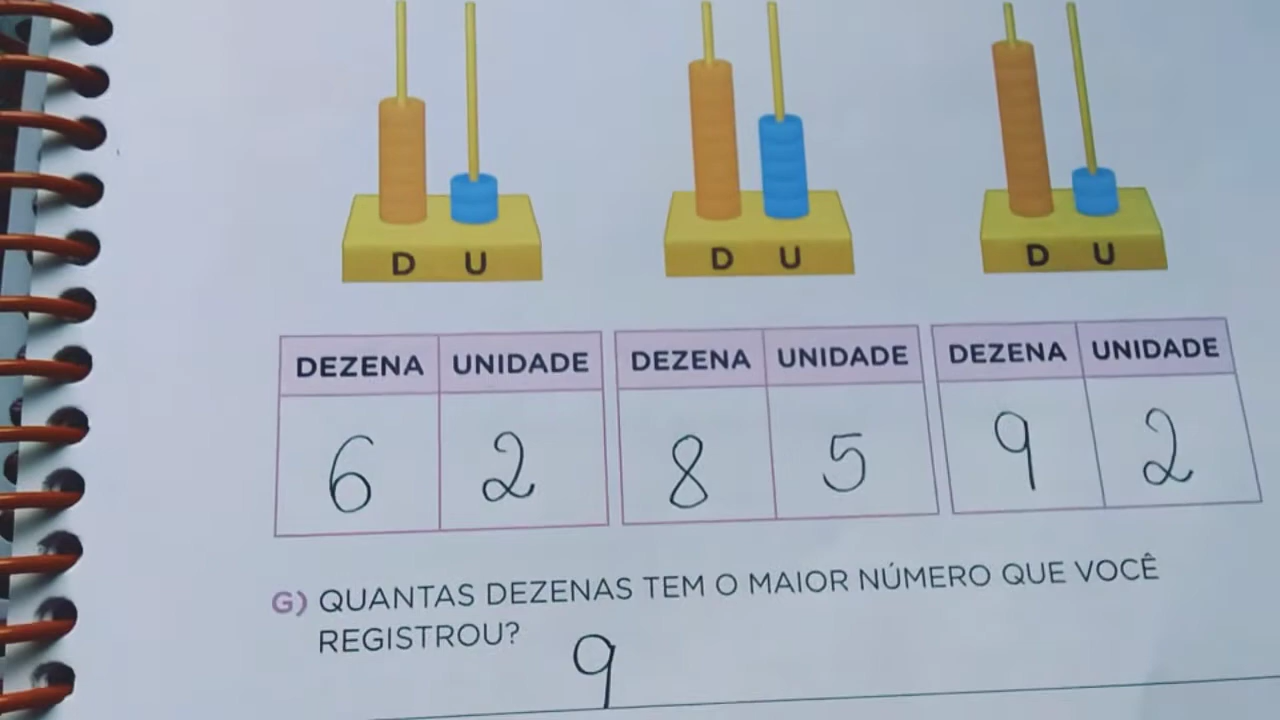 D U D U D U
DEZENA UNIDADE DEZENA UNIDADE DEZENA UNIDADE
6 2 8 5 9 2
G) QUANTAS DEZENAS TEM O MAIOR NÚMERO QUE VOCÊ
REGISTROU?
9